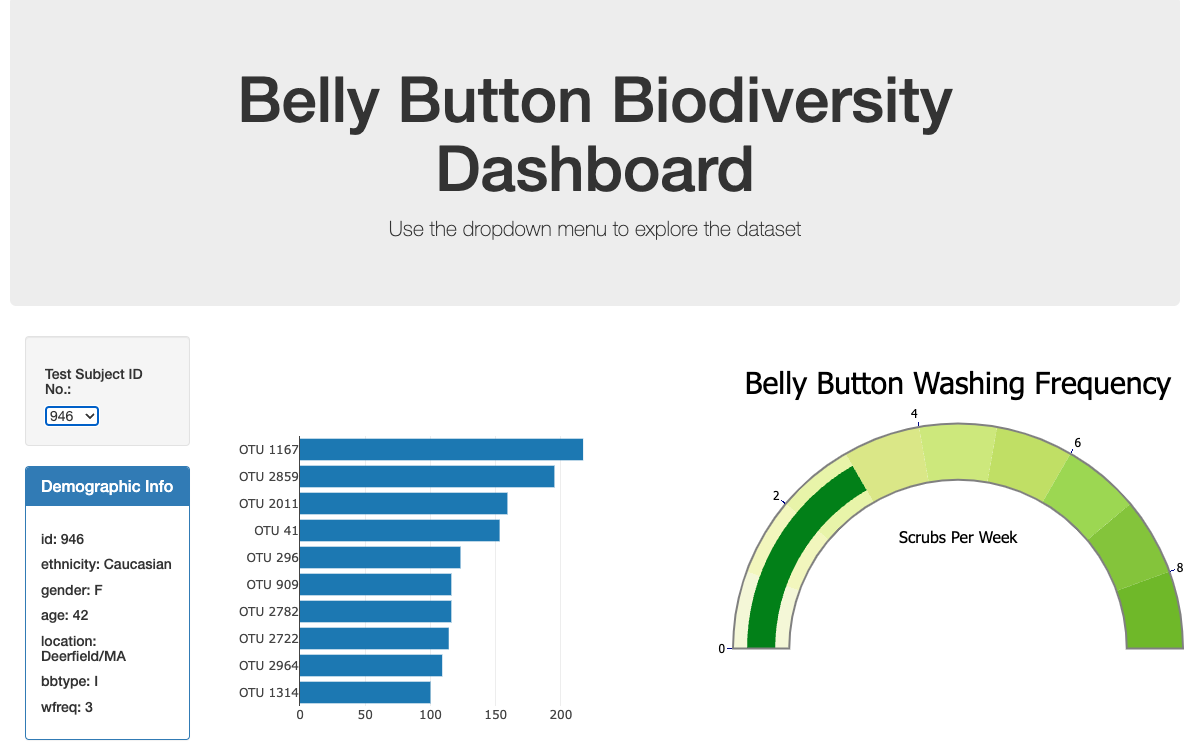 Belly Button Biodiversity
Dashboard
Use the dropdown menu to explore the dataset
Test Subject ID
No.:
946
Demographic Info
id: 946
ethnicity: Caucasian
gender: F
age: 42
location:
Deerfield/MA
bbtype: I
wfreq: 3
OTU 1167
OTU 2859
OTU 2011
OTU 41
OTU 296
OTU 909
OTU 2782
OTU 2722
OTU 2964
OTU 1314
0 50 100 150 200
Belly Button Washing Frequency
0
2
4
6
8
Scrubs Per Week